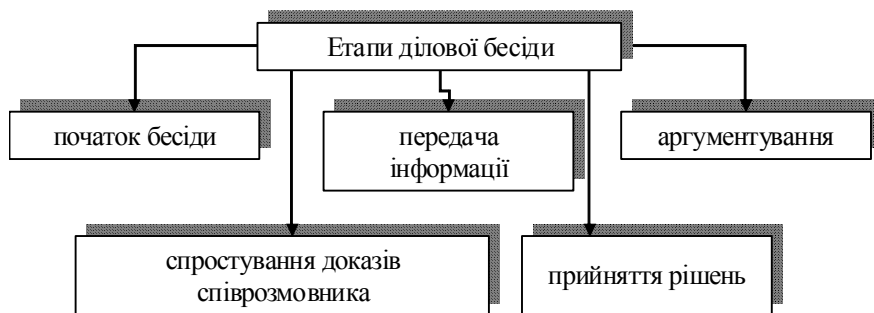 Етапи ділової бесіди
початок бесіди
передача
інформації
аргументування
спростування доказів
співрозмовника
прийняття рішень